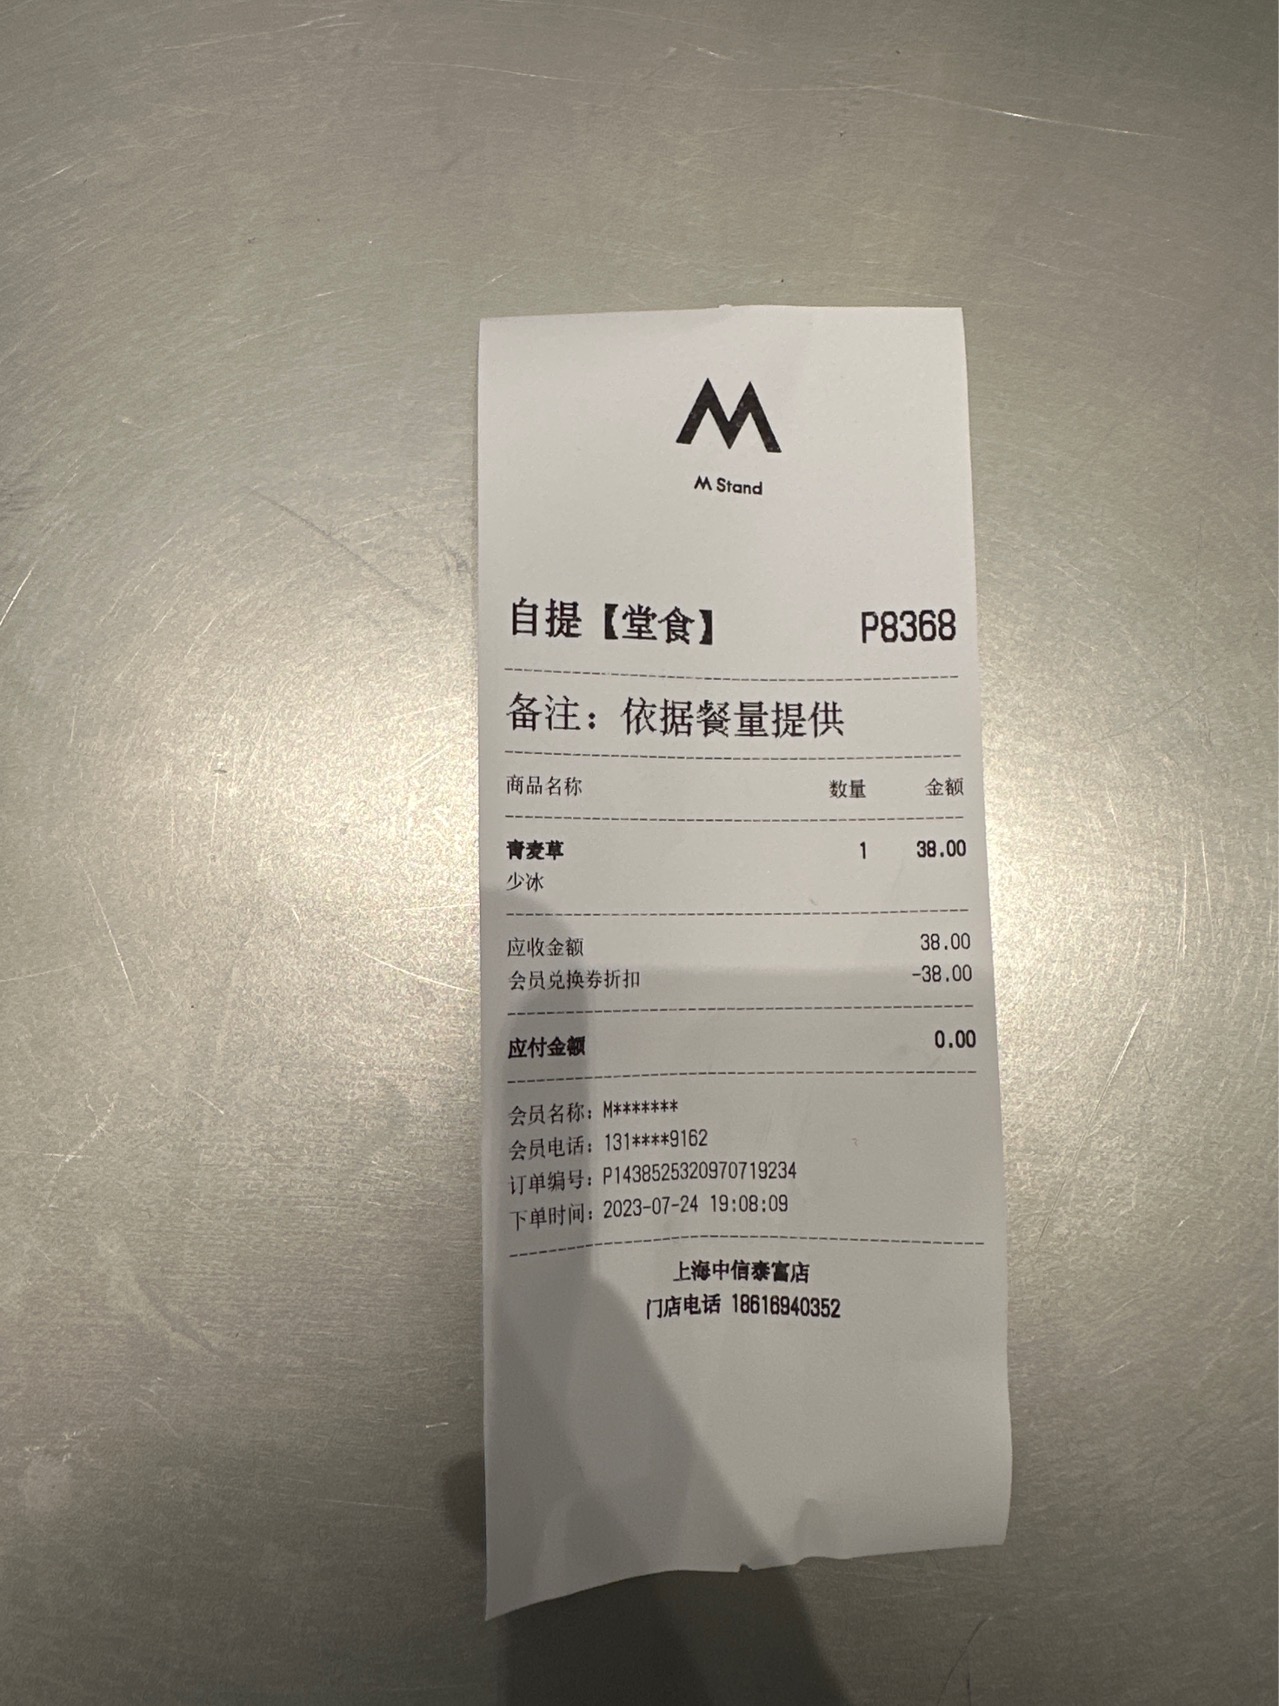 M Stand
自提【堂食】 P8368
备注：依据餐量提供
商品名称 数量 金额
青麦草 1 38.00
少冰
应收金额 38.00
会员兑换券折扣 -38.00
应付金额 0.00
会员名称：M*******
会员电话：131****9162
订单编号：P1438525320970719234
下单时间：2023-07-24 19:08:09
上海中信泰富店
门店电话 18616940352